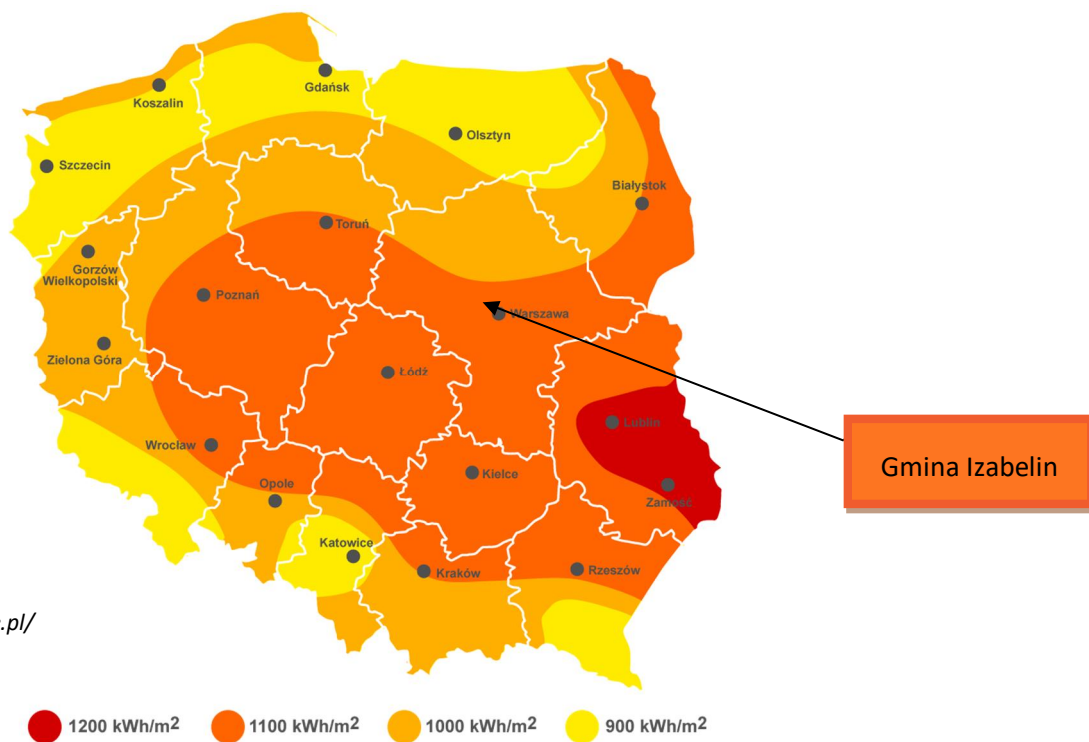 Koszalin
Gdańsk
Olsztyn
Szczecin
Białystok
Toruń
Gorzów
Wielkopolski
Poznań
Warszawa
Zielona Góra
Łódź
Lublin
Wrocław
Gmina Izabelin
Kielce
Opole
Zamość
Katowice
Kraków
Rzeszów
.pl/
1200 kWh/m²
1100 kWh/m²
1000 kWh/m²
900 kWh/m²